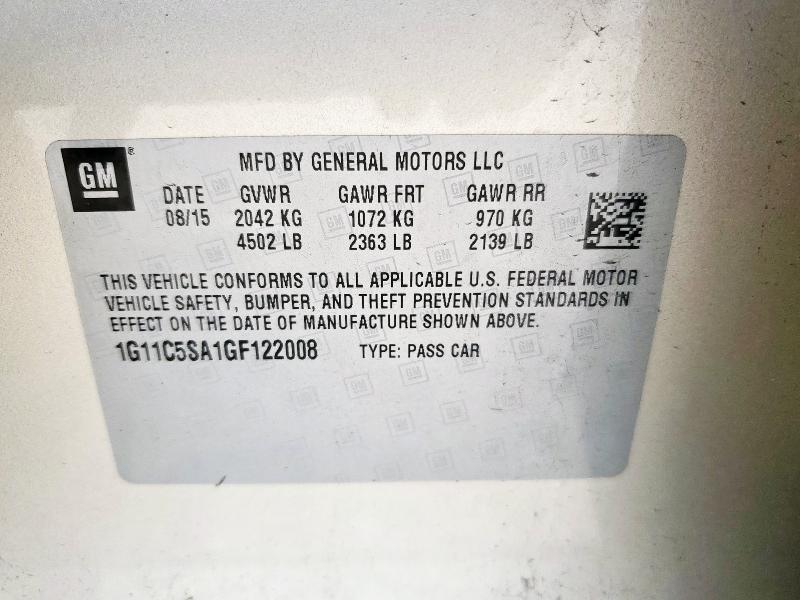 GM®
MFD BY GENERAL MOTORS LLC
DATE GVWR GAWR FRT GAWR RR
08/15 2042 KG 1072 KG 970 KG
4502 LB 2363 LB 2139 LB
THIS VEHICLE CONFORMS TO ALL APPLICABLE U.S. FEDERAL MOTOR
VEHICLE SAFETY, BUMPER, AND THEFT PREVENTION STANDARDS IN
EFFECT ON THE DATE OF MANUFACTURE SHOWN ABOVE.
1G11C5SA1GF122008 TYPE: PASS CAR